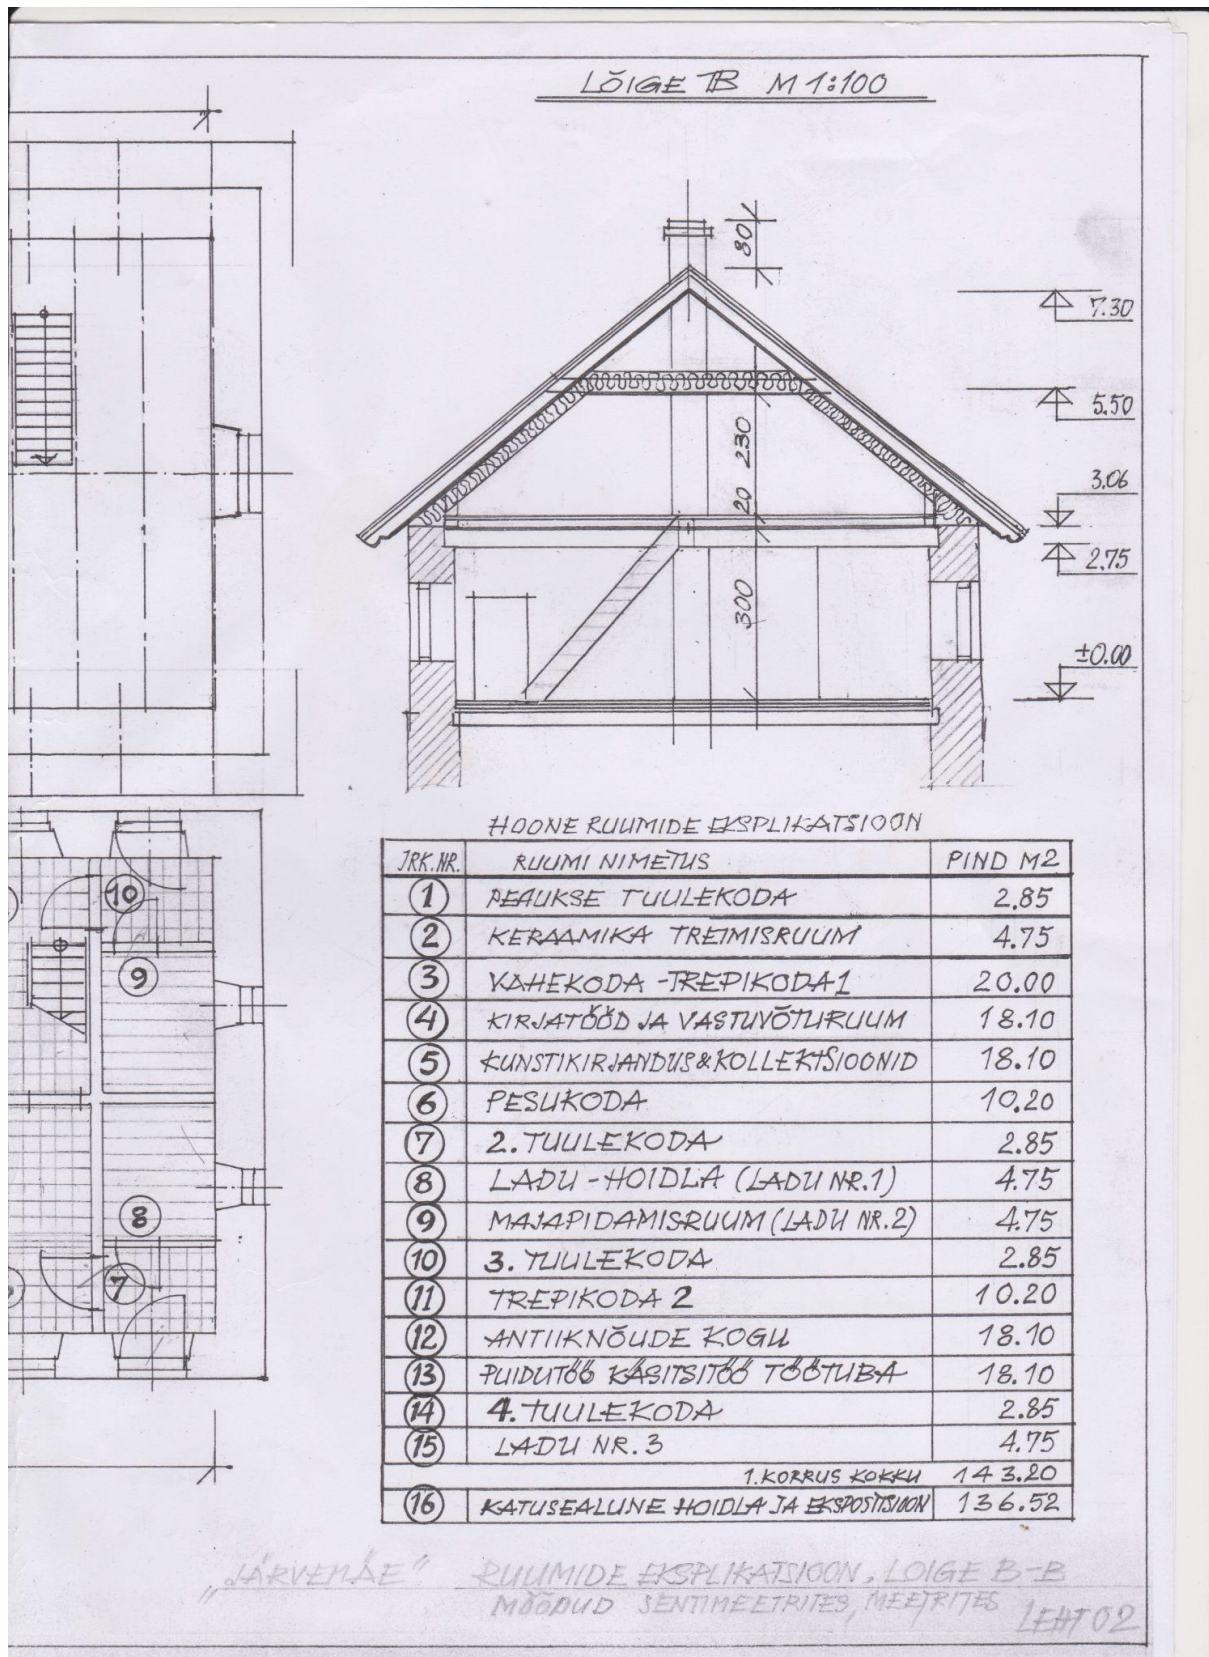 LÕIGE B M 1:100
80
7.30
5.50
230
3.06
20
2.75
300
±0.00
HOONE RUUMIDE EKSPLIKATSIOON
JRK.NR. RUUMI NIMETUS PIND M2
1 PEAUKSE TUULEKODA 2.85
2 KERAAMIKA TREIMISRUUM 4.75
3 VAHEKODA-TREPIKODA 1 20.00
4 KIRJATÖÖD JA VASTUVÕTURUUM 18.10
5 KUNSTIKIRJANDUS & KOLLEKTSIOONID 18.10
6 PESUKODA 10.20
7 2. TUULEKODA 2.85
8 LADU-HOIDLA (LADU NR.1) 4.75
9 MAJAPIDAMISRUUM (LADU NR.2) 4.75
10 3. TUULEKODA 2.85
11 TREPIKODA 2 10.20
12 ANTIIKNÕUDE KOGU 18.10
13 PUIDUTÖÖ KÄSITSITÖÖ TÖÖTUBA 18.10
14 4. TUULEKODA 2.85
15 LADU NR. 3 4.75
1. KORRUS KOKKU 143.20
16 KATUSEALUNE HOIDLA JA EKSPOSITSIOON 136.52
10
9
8
7
"JÄRVEMÄE" RUUMIDE EKSPLIKATSIOON, LÕIGE B-B
MÕÕDUD SENTIMEETRITES, MEETRITES
LEHT 02